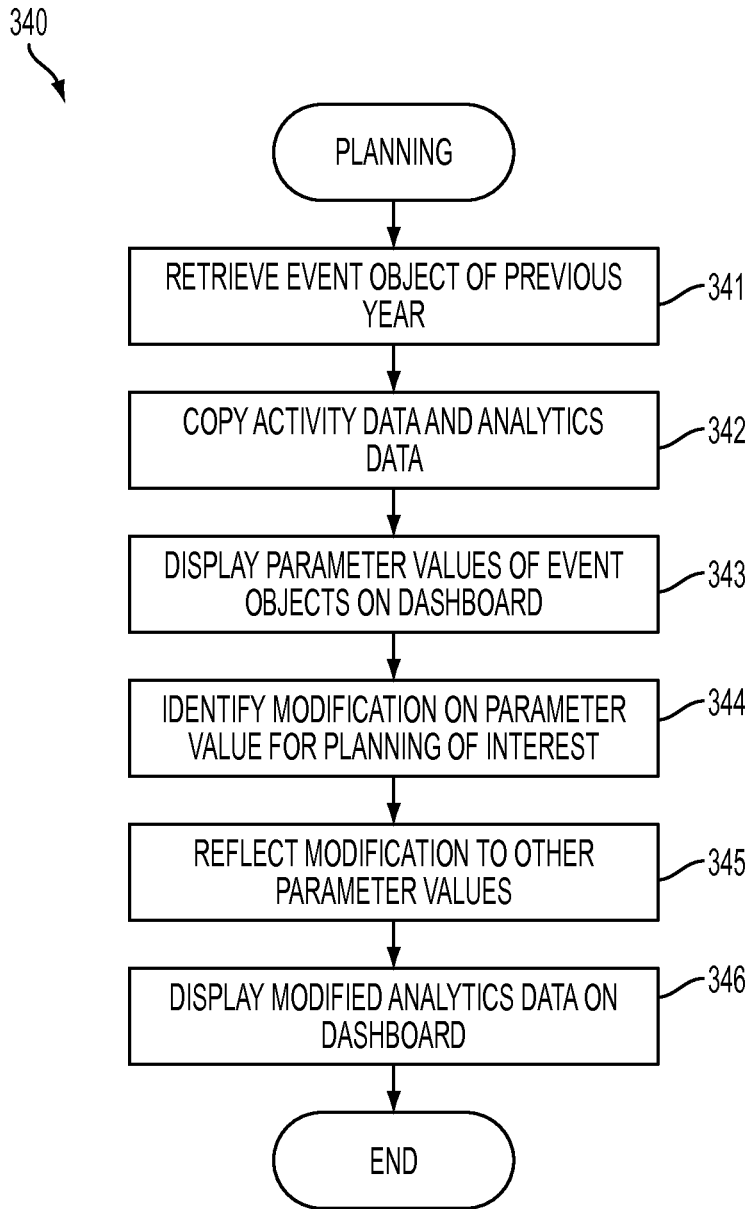 340
PLANNING
RETRIEVE EVENT OBJECT OF PREVIOUS
YEAR
341
COPY ACTIVITY DATA AND ANALYTICS
DATA
342
DISPLAY PARAMETER VALUES OF EVENT
OBJECTS ON DASHBOARD
343
IDENTIFY MODIFICATION ON PARAMETER
VALUE FOR PLANNING OF INTEREST
344
REFLECT MODIFICATION TO OTHER
PARAMETER VALUES
345
DISPLAY MODIFIED ANALYTICS DATA ON
DASHBOARD
346
END